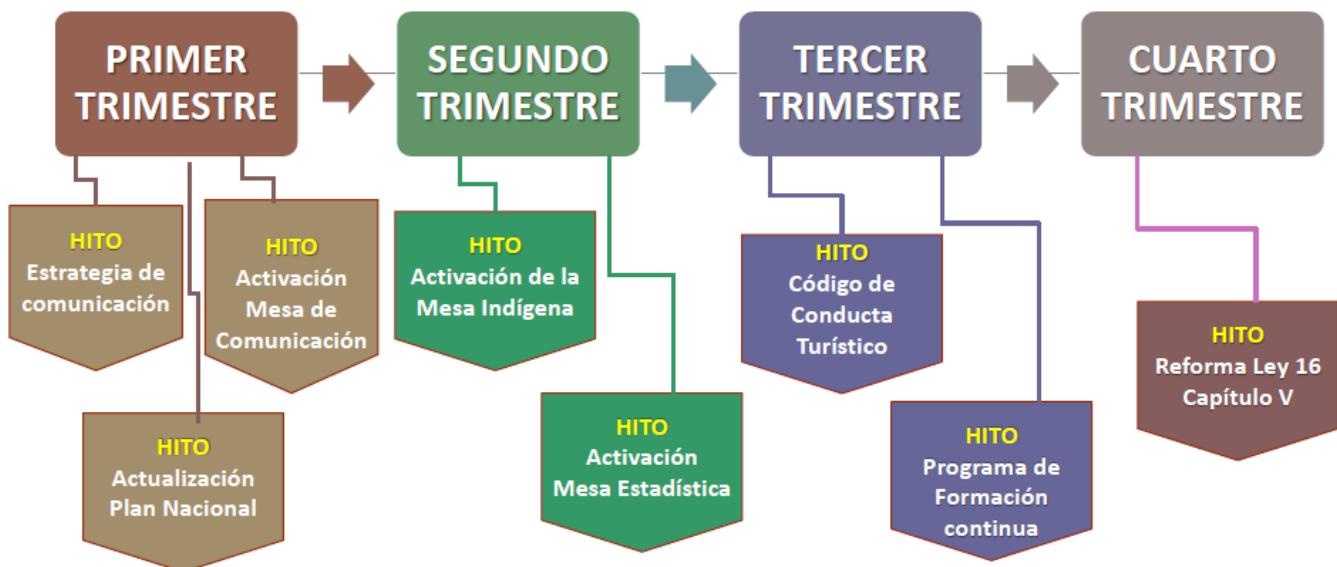 PRIMER
TRIMESTRE
SEGUNDO
TRIMESTRE
TERCER
TRIMESTRE
CUARTO
TRIMESTRE
HITO
Estrategia de
comunicación
HITO
Actualización
Plan Nacional
HITO
Activación
Mesa de
Comunicación
HITO
Activación de la
Mesa Indígena
HITO
Activación
Mesa Estadística
HITO
Código de
Conducta
Turístico
HITO
Programa de
Formación
continua
HITO
Reforma Ley 16
Capítulo V